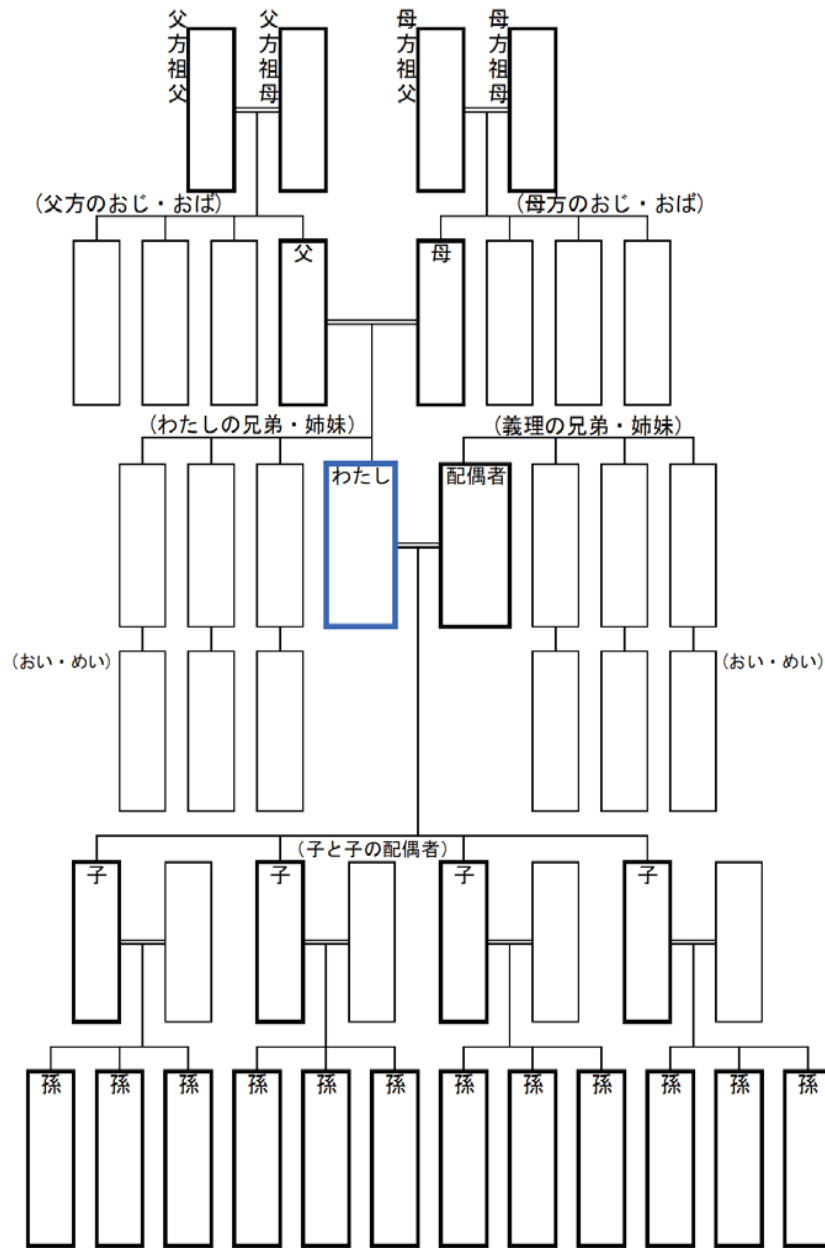 父方祖父
父方祖母
母方祖父
母方祖母
（父方のおじ・おば）
（母方のおじ・おば）
父
母
（わたしの兄弟・姉妹）
（義理の兄弟・姉妹）
わたし
配偶者
（おい・めい）
（おい・めい）
（子と子の配偶者）
子
子
子
子
孫
孫
孫
孫
孫
孫
孫
孫
孫
孫
孫
孫